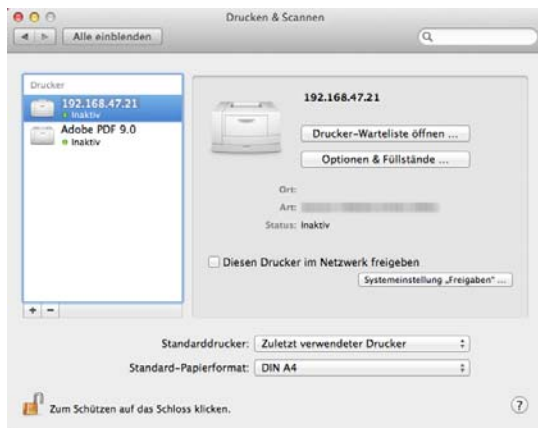 Drucken & Scannen
Alle einblenden
Drucker
192.168.47.21
Inaktiv
Adobe PDF 9.0
Inaktiv
192.168.47.21
Drucker-Warteliste öffnen ...
Optionen & Füllstände ...
Ort:
Art:
Status: Inaktiv
Diesen Drucker im Netzwerk freigeben
Systemeinstellung „Freigaben“ ...
+ −
Standarddrucker: Zuletzt verwendeter Drucker
Standard-Papierformat: DIN A4
Zum Schützen auf das Schloss klicken.
?